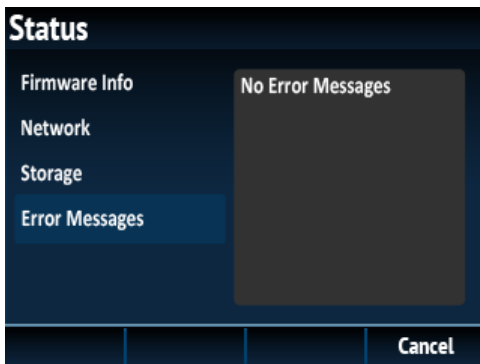 Status
Firmware Info
Network
Storage
Error Messages
No Error Messages
Cancel